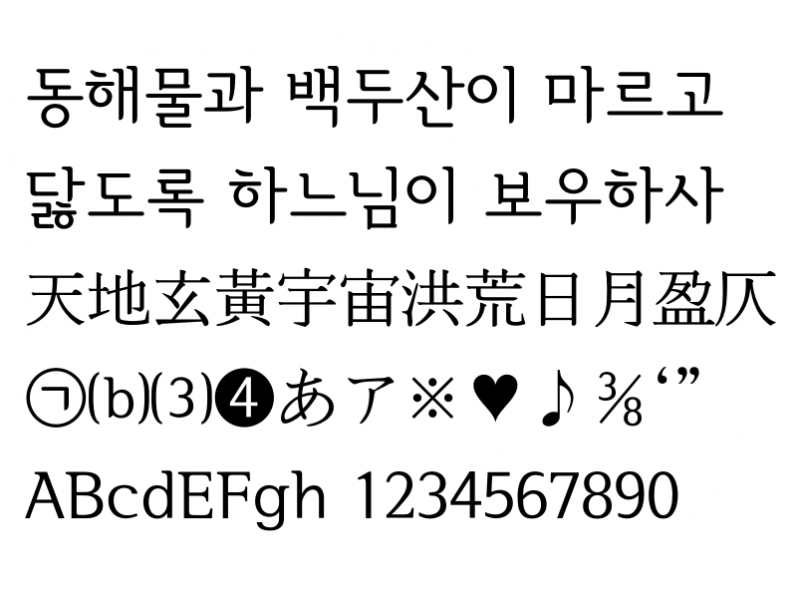 동해물과 백두산이 마르고
닳도록 하느님이 보우하사
天地玄黃宇宙洪荒日月盈仄
㉠⒝⑶❹あア※♥♪⅜‘”
ABcdEFgh 1234567890